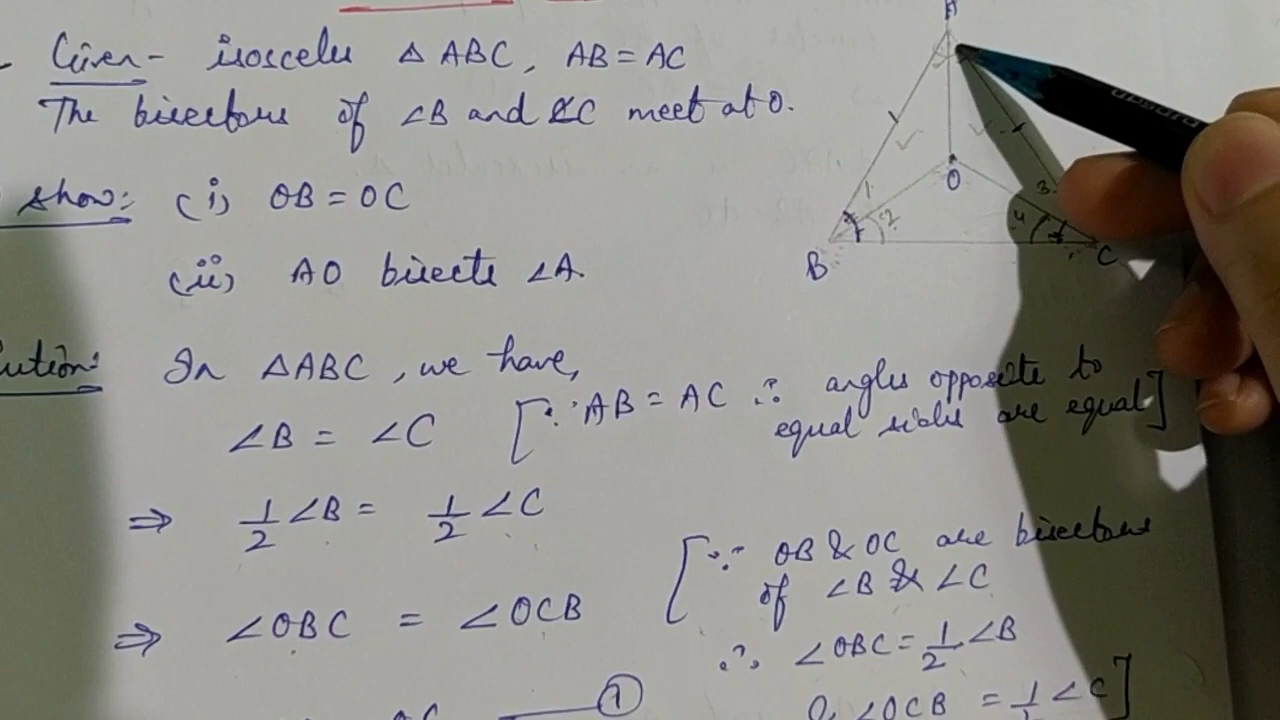 Given - isosceles △ ABC, AB = AC
The bisectors of ∠B and ∠C meet at O.
show: (i) OB = OC
(ii) AO bisects ∠A.
ution: In △ABC, we have,
∠B = ∠C [∵ AB = AC ∴ angles opposite to
equal sides are equal]
⇒ 1/2 ∠B = 1/2 ∠C
[∵ OB & OC are bisectors
of ∠B & ∠C
⇒ ∠OBC = ∠OCB
∴ ∠OBC = 1/2 ∠B
∠OCB = 1/2 ∠C]
1
A
O
B
C
1
2
3
4